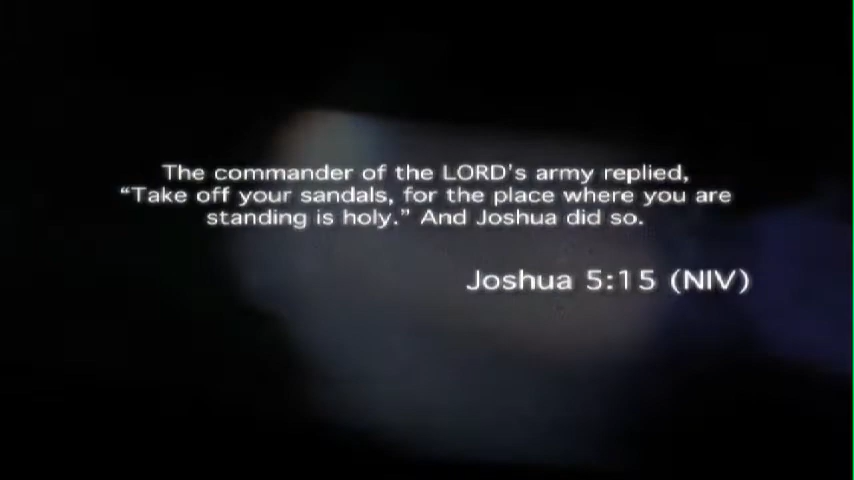 The commander of the LORD's army replied,
“Take off your sandals, for the place where you are
standing is holy.” And Joshua did so.
Joshua 5:15 (NIV)